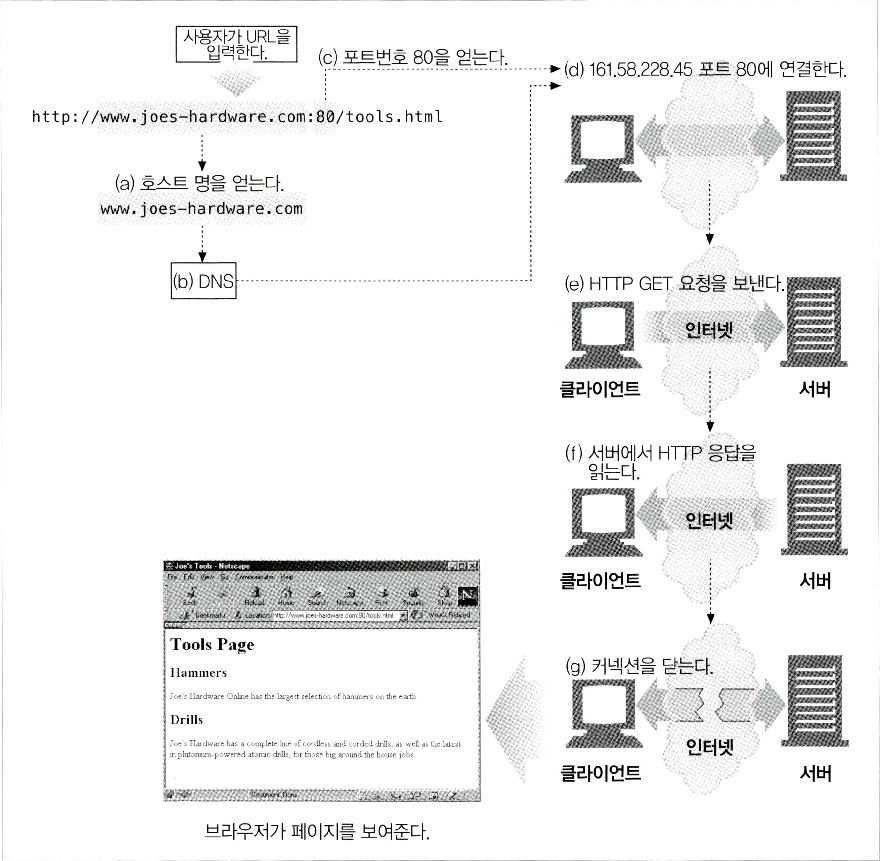 사용자가 URL을
입력한다.
(c) 포트번호 80을 얻는다.
http://www.joes-hardware.com:80/tools.html
(a) 호스트 명을 얻는다.
www.joes-hardware.com
(b) DNS
(d) 161.58.228.45 포트 80에 연결한다.
(e) HTTP GET 요청을 보낸다.
인터넷
클라이언트
서버
(f) 서버에서 HTTP 응답을
읽는다.
인터넷
클라이언트
서버
(g) 커넥션을 닫는다.
인터넷
클라이언트
서버
Joe's Tools - Netscape
File Edit View Go Communicator Help
Back Reload Home Search Netscape Print Security Shop N
Bookmarks Location: http://www.joes-hardware.com:80/tools.html What's Related
Tools Page
Hammers
Joe's Hardware Online has the largest selection of hammers on the earth
Drills
Joe's Hardware has a complete line of cordless and corded drills, as well as the latest
in plutonium-powered atomic drills, for those big around the house jobs.
Document: Done
브라우저가 페이지를 보여준다.